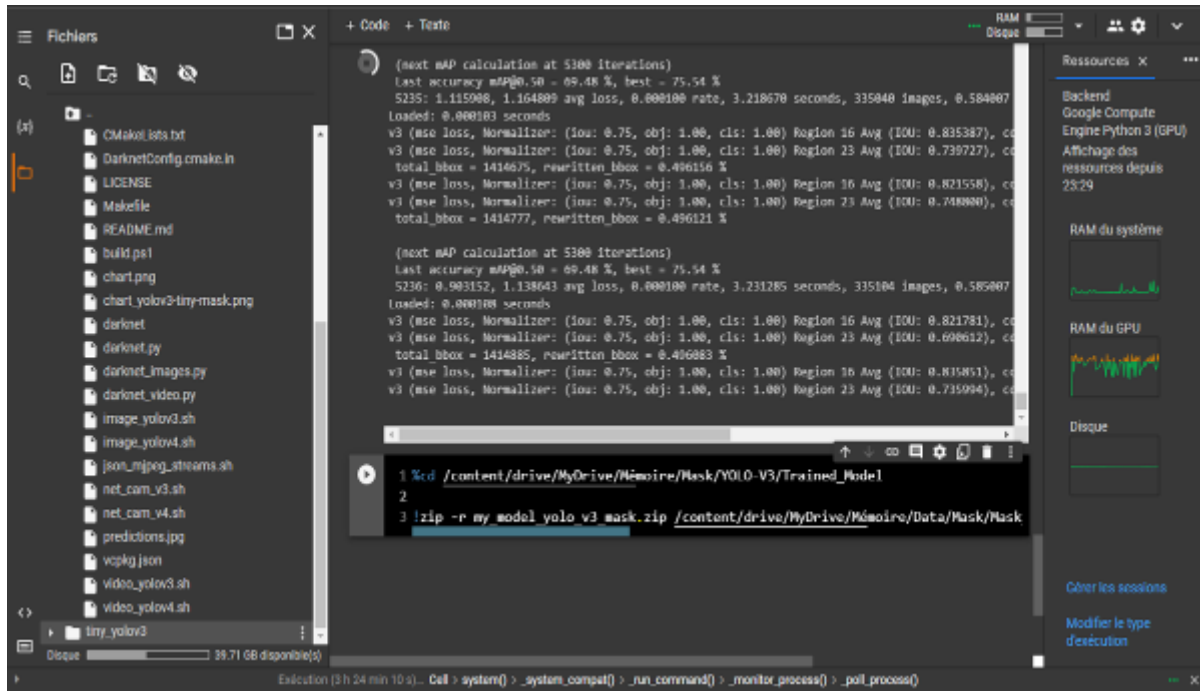 Fichiers
+ Code + Texte
RAM
Disque
..
CMakeLists.txt
DarknetConfig.cmake.in
LICENSE
Makefile
README.md
build.ps1
chart.png
chart_yolov3-tiny-mask.png
darknet
darknet.py
darknet_images.py
darknet_video.py
image_yolov3.sh
image_yolov4.sh
json_mjpeg_streams.sh
net_cam_v3.sh
net_cam_v4.sh
predictions.jpg
vcpkg.json
video_yolov3.sh
video_yolov4.sh
tiny_yolov3
Disque 39.71 GB disponible(s)
(next mAP calculation at 5300 iterations)
Last accuracy mAP@0.50 = 69.48 %, best = 75.54 %
5235: 1.115908, 1.164809 avg loss, 0.000100 rate, 3.218670 seconds, 335040 images, 0.584007
Loaded: 0.000103 seconds
v3 (mse loss, Normalizer: (iou: 0.75, obj: 1.00, cls: 1.00) Region 16 Avg (IOU: 0.835387), co
v3 (mse loss, Normalizer: (iou: 0.75, obj: 1.00, cls: 1.00) Region 23 Avg (IOU: 0.739727), co
total_bbox = 1414675, rewritten_bbox = 0.496156 %
v3 (mse loss, Normalizer: (iou: 0.75, obj: 1.00, cls: 1.00) Region 16 Avg (IOU: 0.821558), co
v3 (mse loss, Normalizer: (iou: 0.75, obj: 1.00, cls: 1.00) Region 23 Avg (IOU: 0.748000), co
total_bbox = 1414777, rewritten_bbox = 0.496121 %
(next mAP calculation at 5300 iterations)
Last accuracy mAP@0.50 = 69.48 %, best = 75.54 %
5236: 0.903152, 1.138643 avg loss, 0.000100 rate, 3.231285 seconds, 335104 images, 0.585007
Loaded: 0.000108 seconds
v3 (mse loss, Normalizer: (iou: 0.75, obj: 1.00, cls: 1.00) Region 16 Avg (IOU: 0.821781), co
v3 (mse loss, Normalizer: (iou: 0.75, obj: 1.00, cls: 1.00) Region 23 Avg (IOU: 0.690612), co
total_bbox = 1414885, rewritten_bbox = 0.496083 %
v3 (mse loss, Normalizer: (iou: 0.75, obj: 1.00, cls: 1.00) Region 16 Avg (IOU: 0.835851), co
v3 (mse loss, Normalizer: (iou: 0.75, obj: 1.00, cls: 1.00) Region 23 Avg (IOU: 0.735994), co
1 %cd /content/drive/MyDrive/Mémoire/Mask/YOLO-V3/Trained_Model
2
3 !zip -r my_model_yolo_v3_mask.zip /content/drive/MyDrive/Mémoire/Data/Mask/Mask
Ressources
Backend
Google Compute
Engine Python 3 (GPU)
Affichage des
ressources depuis
23:29
RAM du système
RAM du GPU
Disque
Gérer les sessions
Modifier le type
d'exécution
Exécution (3 h 24 min 10 s)... Cell > system() > _system_compat() > _run_command() > _monitor_process() > _poll_process()